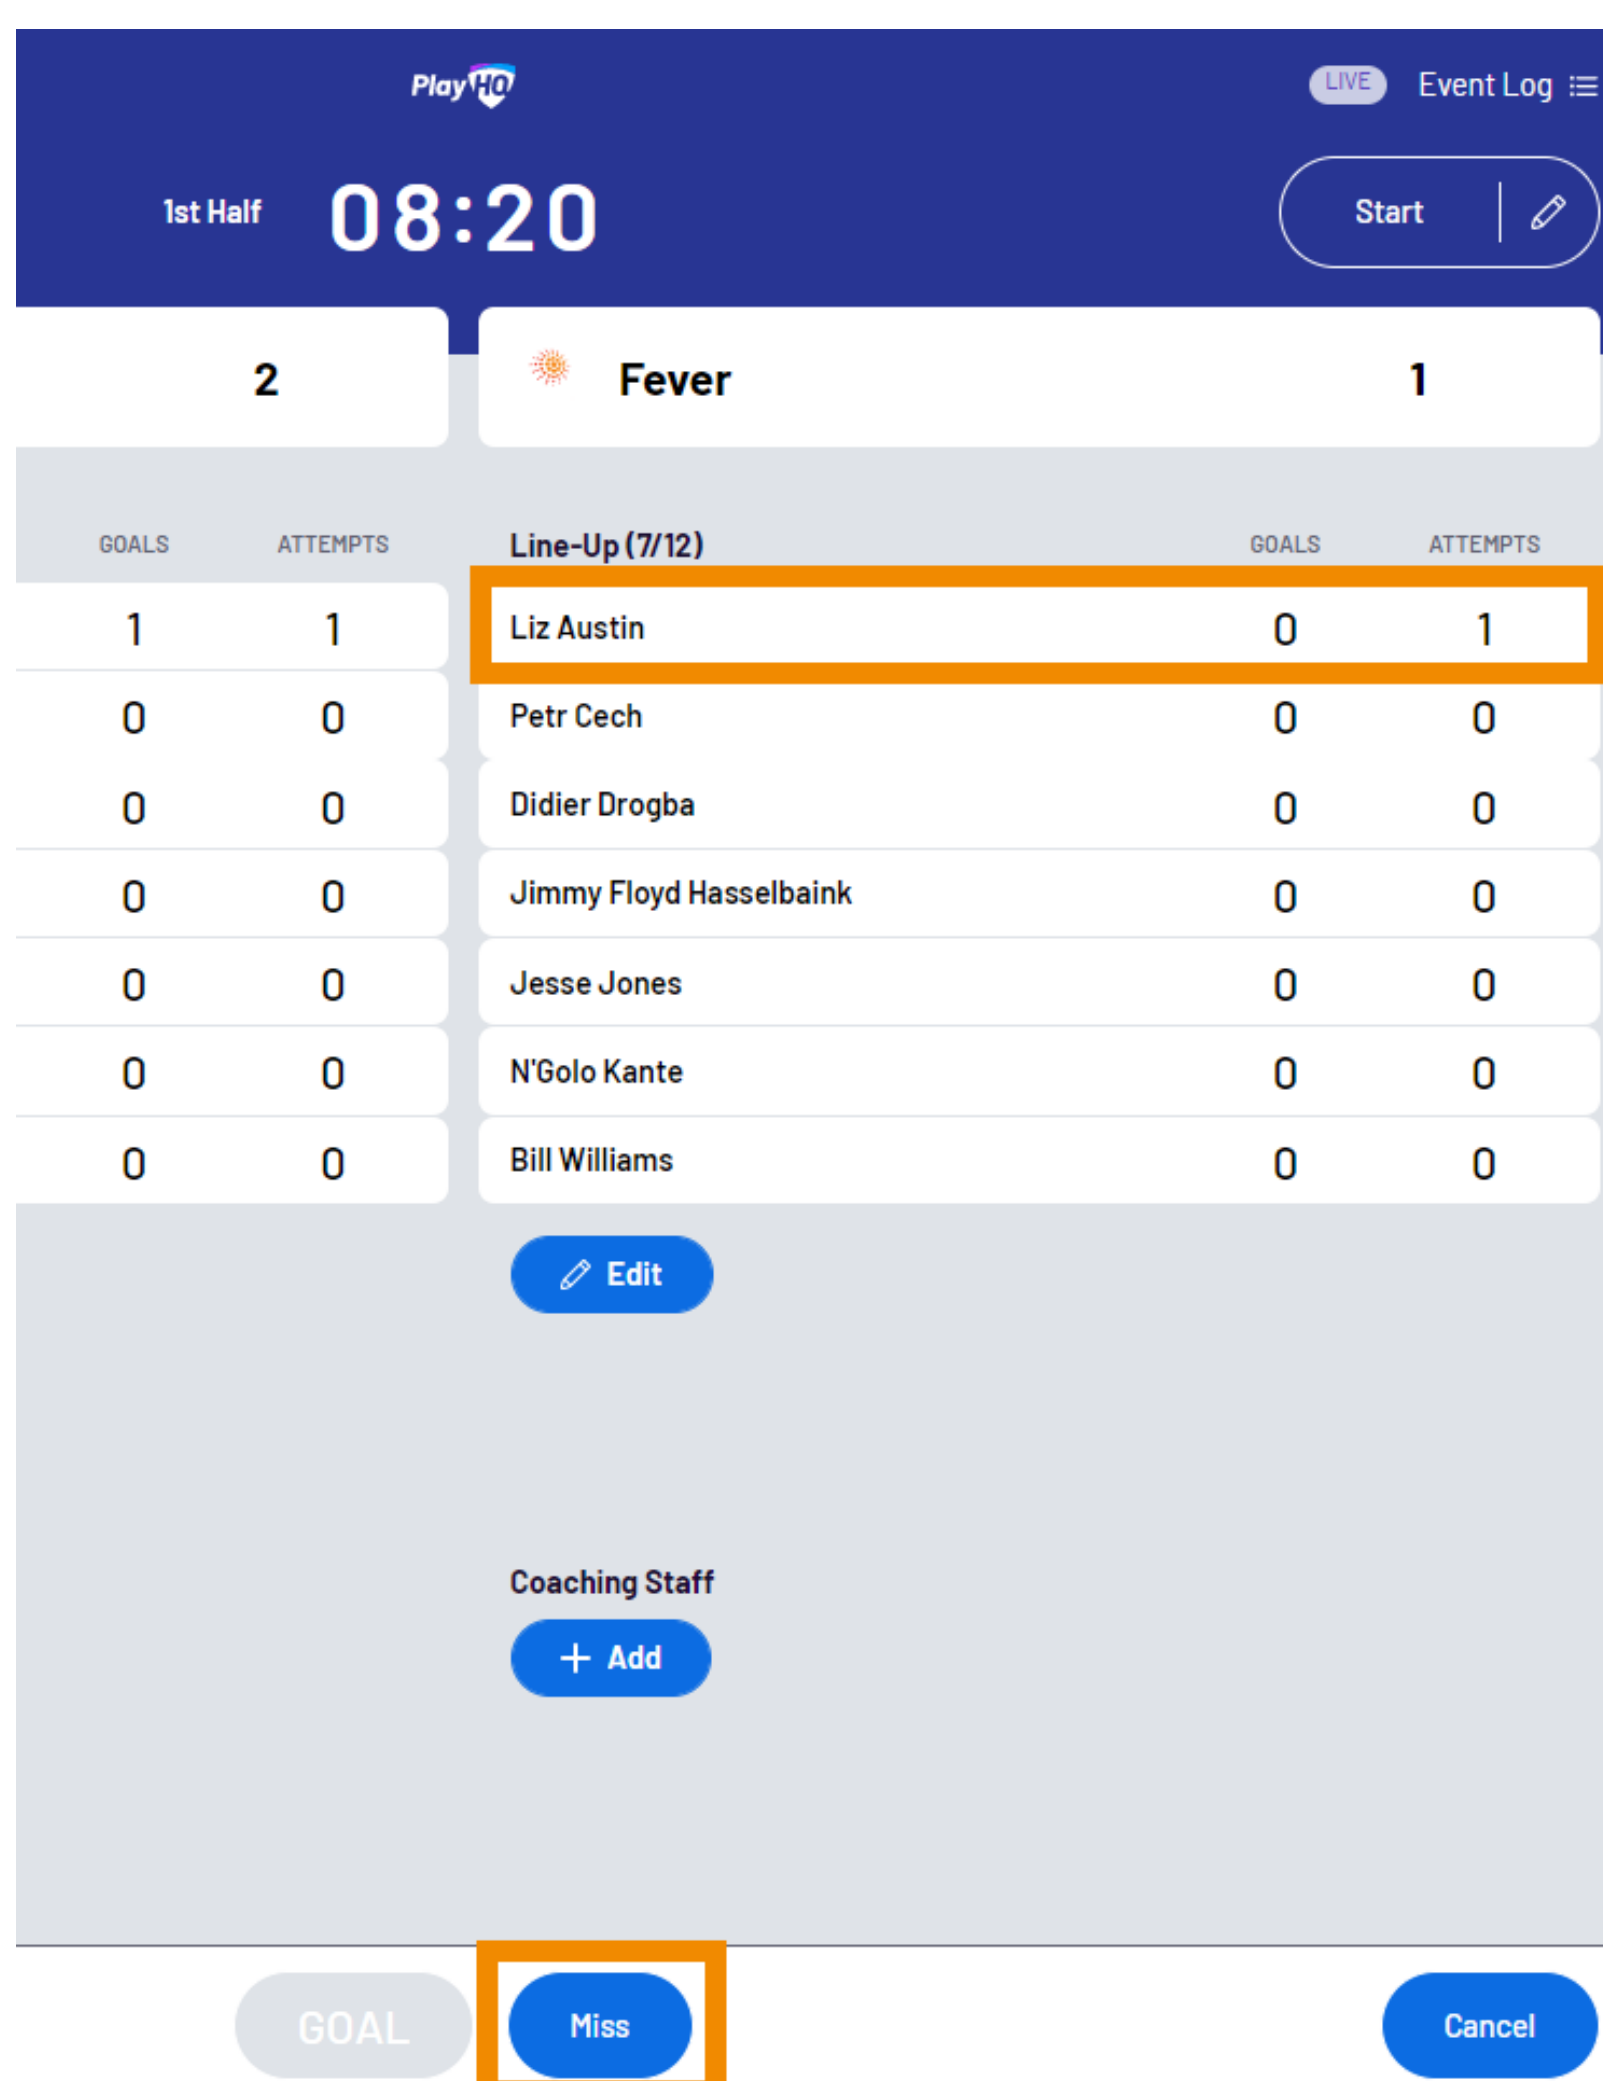 PlayHQ LIVE Event Log
1st Half 08:20 Start
2 Fever 1
GOALS ATTEMPTS Line-Up (7/12) GOALS ATTEMPTS
1 1 Liz Austin 0 1
0 0 Petr Cech 0 0
0 0 Didier Drogba 0 0
0 0 Jimmy Floyd Hasselbaink 0 0
0 0 Jesse Jones 0 0
0 0 N'Golo Kante 0 0
0 0 Bill Williams 0 0
Edit
Coaching Staff
+ Add
GOAL Miss Cancel